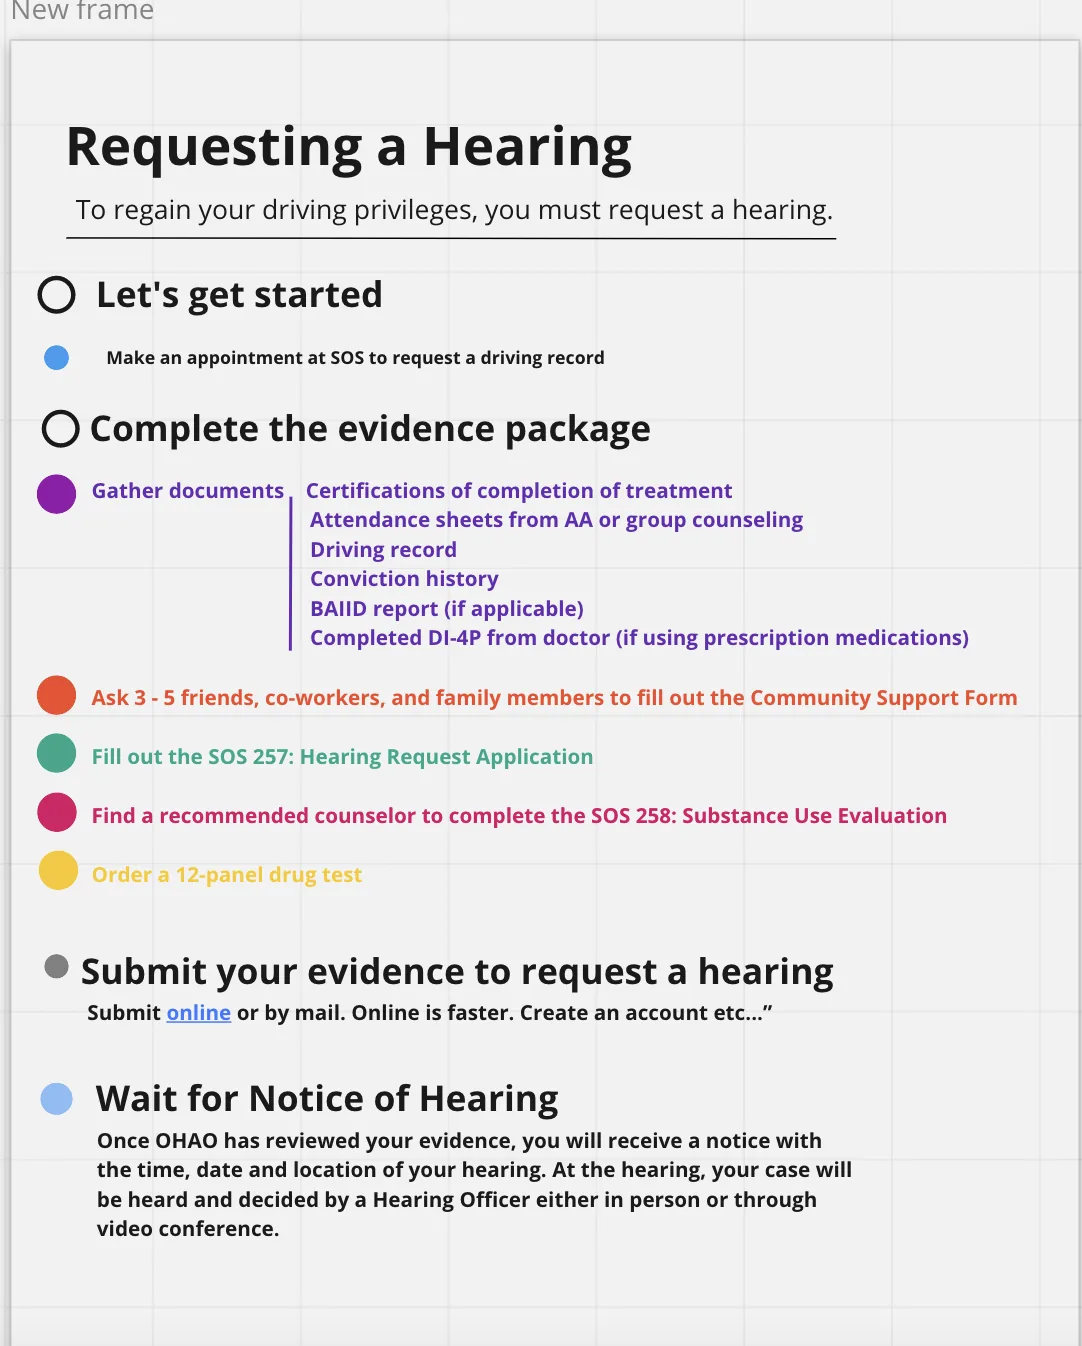 New frame
Requesting a Hearing
To regain your driving privileges, you must request a hearing.
Let's get started
Make an appointment at SOS to request a driving record
Complete the evidence package
Gather documents
Certifications of completion of treatment
Attendance sheets from AA or group counseling
Driving record
Conviction history
BAIID report (if applicable)
Completed DI-4P from doctor (if using prescription medications)
Ask 3 - 5 friends, co-workers, and family members to fill out the Community Support Form
Fill out the SOS 257: Hearing Request Application
Find a recommended counselor to complete the SOS 258: Substance Use Evaluation
Order a 12-panel drug test
Submit your evidence to request a hearing
Submit online or by mail. Online is faster. Create an account etc...”
Wait for Notice of Hearing
Once OHAO has reviewed your evidence, you will receive a notice with
the time, date and location of your hearing. At the hearing, your case will
be heard and decided by a Hearing Officer either in person or through
video conference.